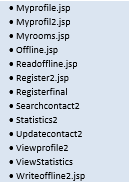 • Myprofile.jsp
• Myprofil2.jsp
• Myrooms.jsp
• Offline.jsp
• Readoffline.jsp
• Register2.jsp
• Registerfinal
• Searchcontact2
• Statistics2
• Updatecontact2
• Viewprofile2
• ViewStatistics
• Writeoffline2.jsp